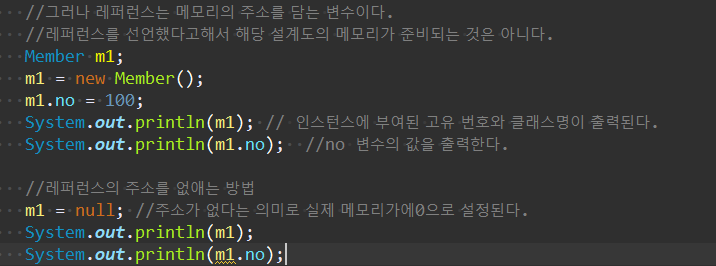 //그러나 레퍼런스는 메모리의 주소를 담는 변수이다.
//레퍼런스를 선언했다고해서 해당 설계도의 메모리가 준비되는 것은 아니다.
Member m1;
m1 = new Member();
m1.no = 100;
System.out.println(m1); // 인스턴스에 부여된 고유 번호와 클래스명이 출력된다.
System.out.println(m1.no);  //no 변수의 값을 출력한다.

//레퍼런스의 주소를 없애는 방법
m1 = null; //주소가 없다는 의미로 실제 메모리가에0으로 설정된다.
System.out.println(m1);
System.out.println(m1.no);